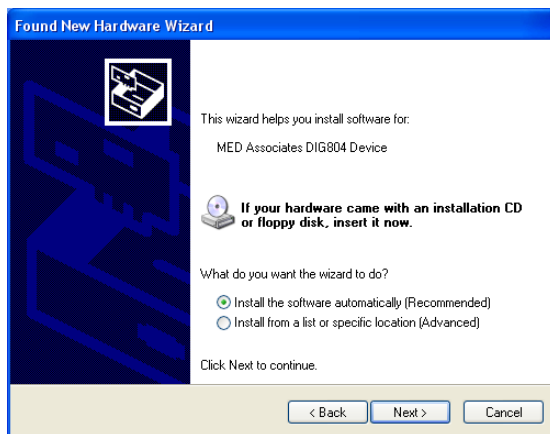 Found New Hardware Wizard
This wizard helps you install software for:
MED Associates DIG804 Device
If your hardware came with an installation CD
or floppy disk, insert it now.
What do you want the wizard to do?
Install the software automatically (Recommended)
Install from a list or specific location (Advanced)
Click Next to continue.
< Back Next > Cancel